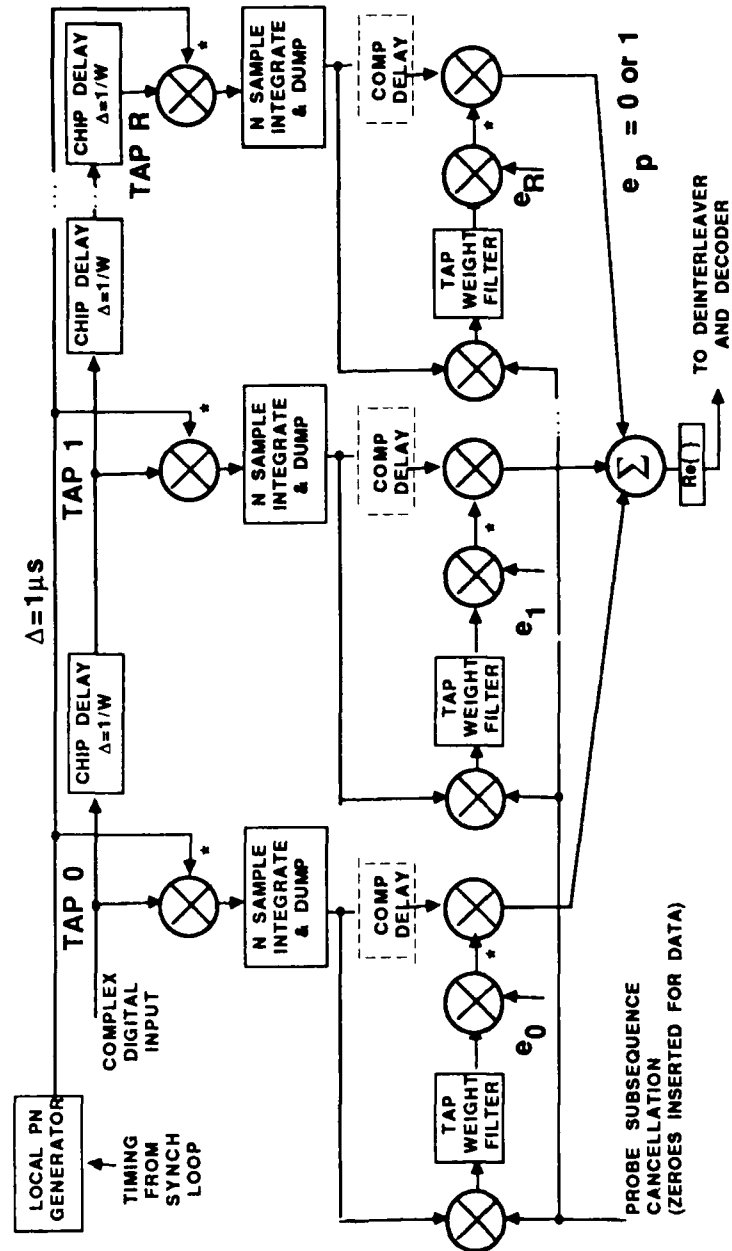 LOCAL PN
GENERATOR
TIMING
FROM
SYNCH
LOOP
COMPLEX
DIGITAL
INPUT
Δ=1μs
TAP 0
CHIP DELAY
Δ=1/W
TAP 1
CHIP DELAY
Δ=1/W
CHIP DELAY
Δ=1/W
TAP R
*
*
*
N SAMPLE
INTEGRATE
& DUMP
N SAMPLE
INTEGRATE
& DUMP
N SAMPLE
INTEGRATE
& DUMP
COMP
DELAY
COMP
DELAY
COMP
DELAY
TAP
WEIGHT
FILTER
e0
*
TAP
WEIGHT
FILTER
e1
*
TAP
WEIGHT
FILTER
eR
*
PROBE SUBSEQUENCE
CANCELLATION
(ZEROES INSERTED FOR DATA)
Σ
ep = 0 or 1
Re{ }
TO DEINTERLEAVER
AND DECODER